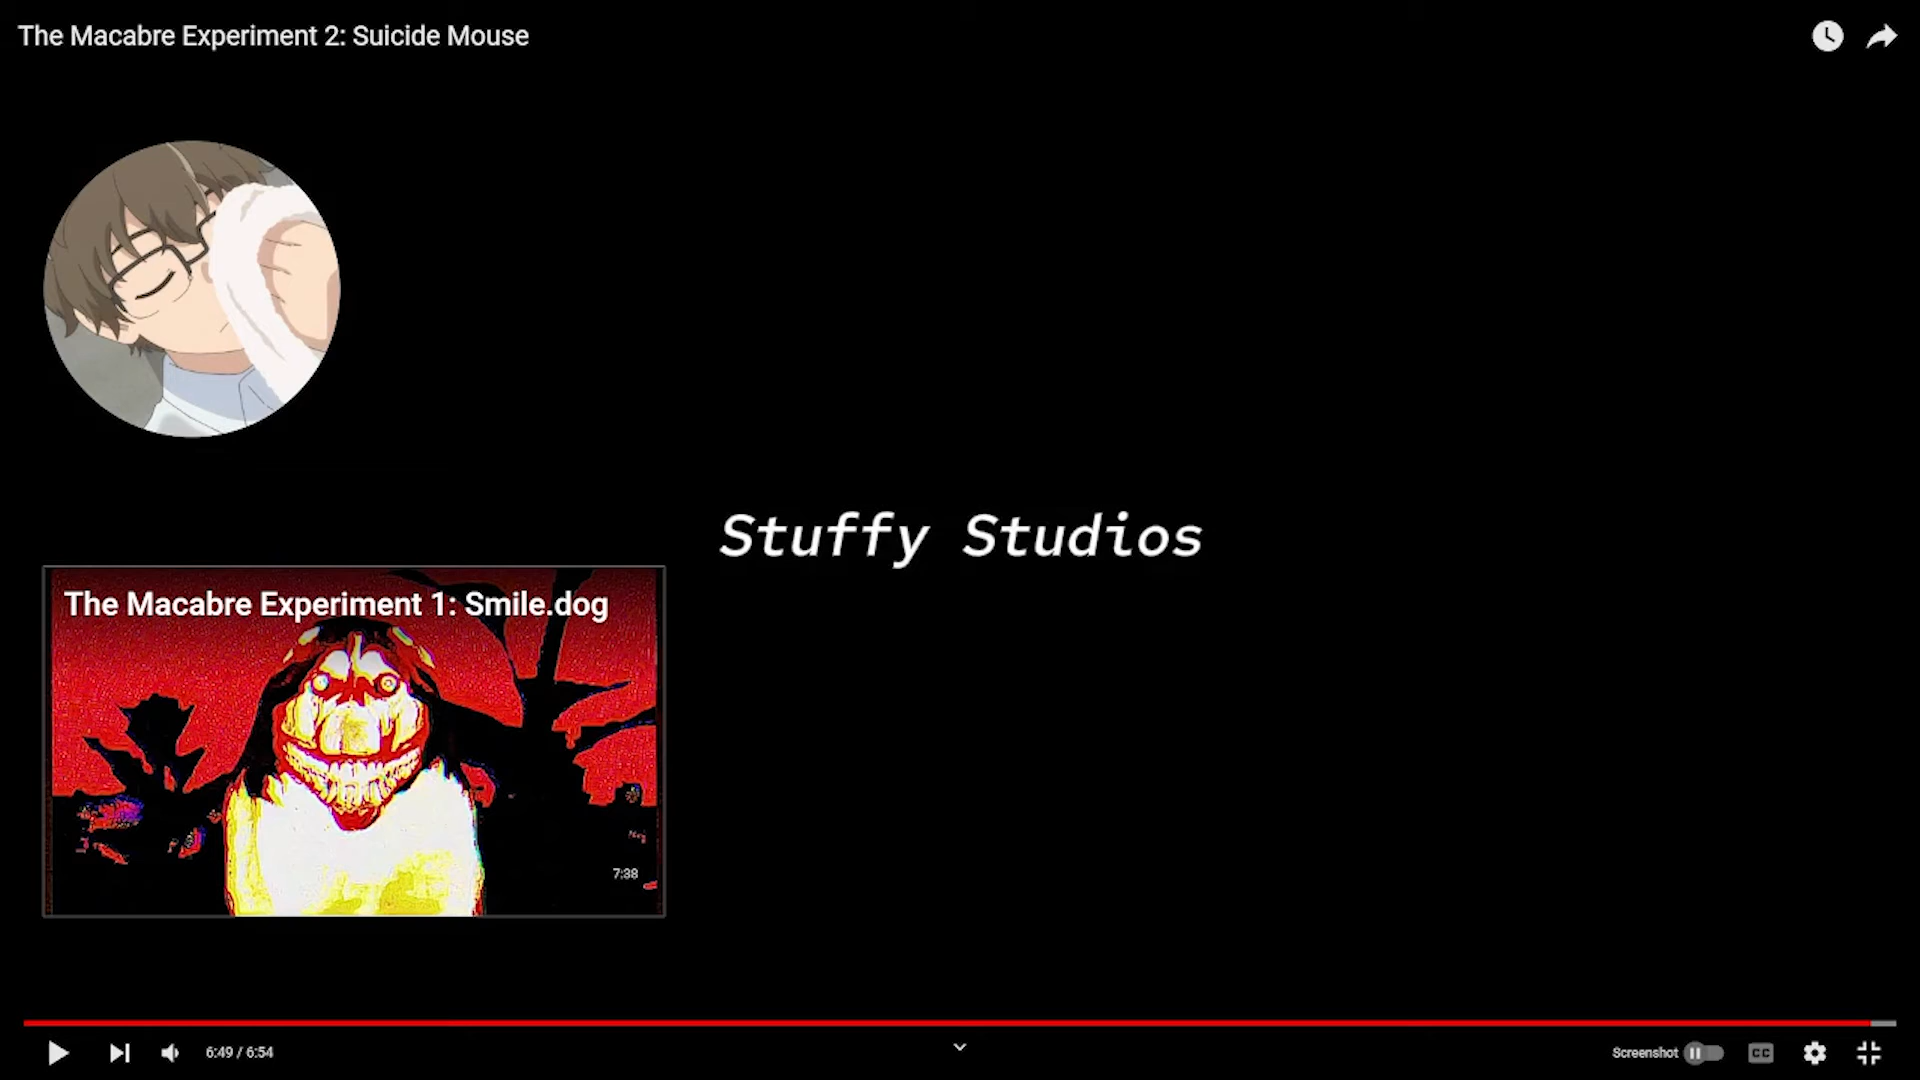 The Macabre Experiment 2: Suicide Mouse
Stuffy Studios
The Macabre Experiment 1: Smile.dog
7:38
6:49 / 6:54
Screenshot
CC